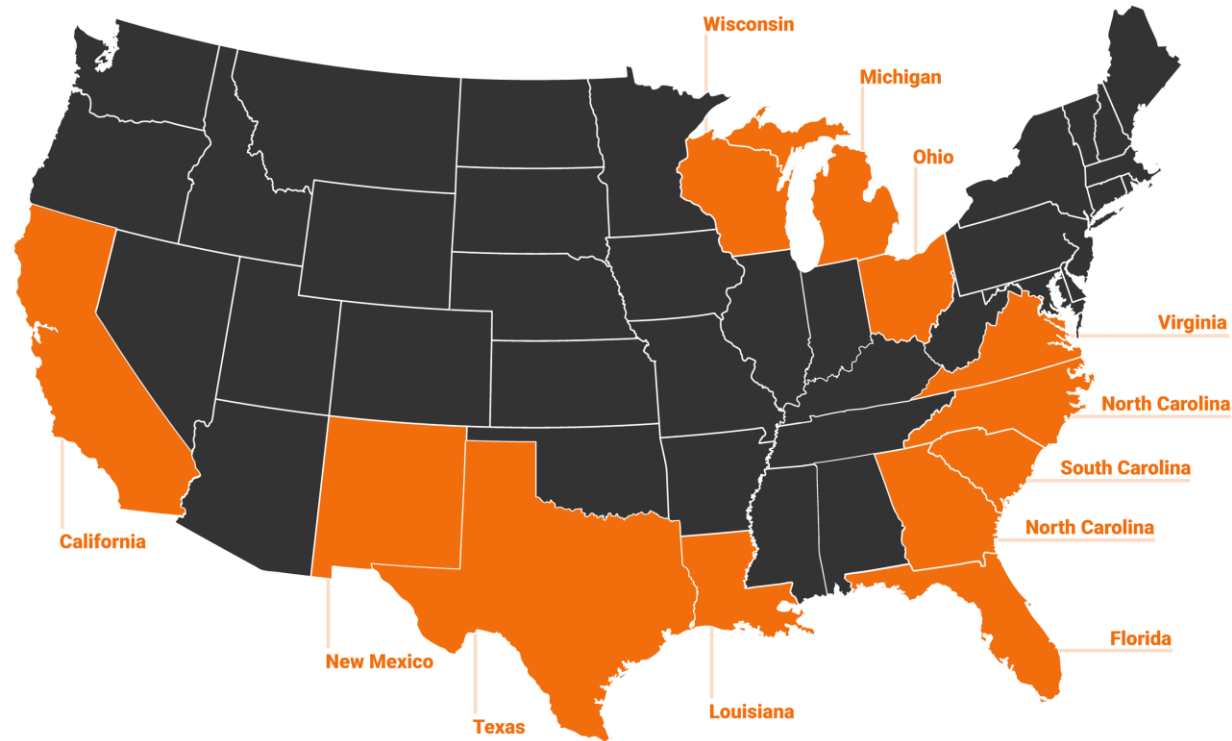 Wisconsin
Michigan
Ohio
Virginia
North Carolina
South Carolina
North Carolina
California
Florida
New Mexico
Louisiana
Texas